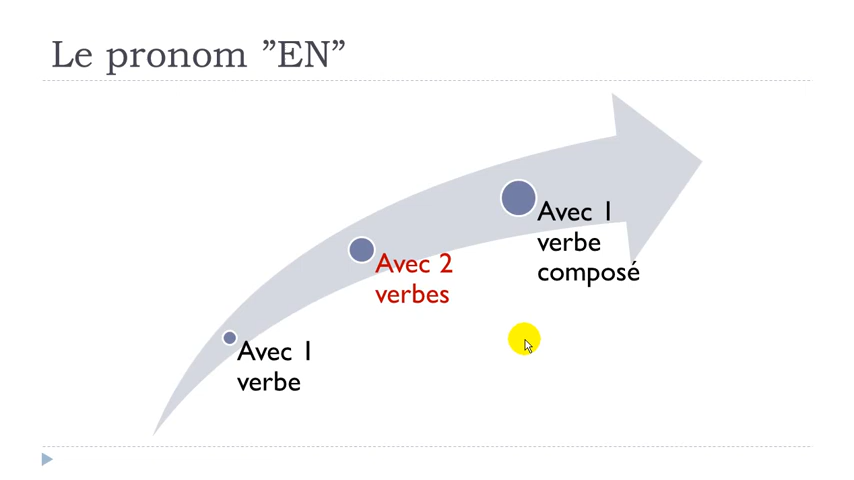 Le pronom ”EN”
Avec 1
verbe
composé
Avec 2
verbes
Avec 1
verbe